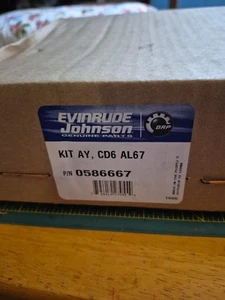 EVINRUDE
Johnson
GENUINE PARTS
BRP
KIT AY, CD6 AL67
P/N 0586667